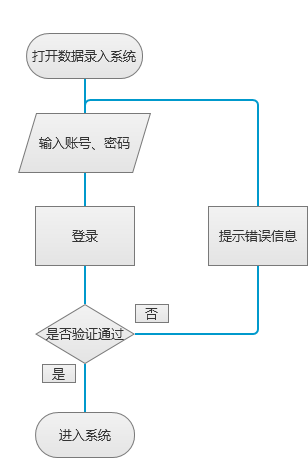 打开数据录入系统
输入账号、密码
登录
提示错误信息
否
是否验证通过
是
进入系统